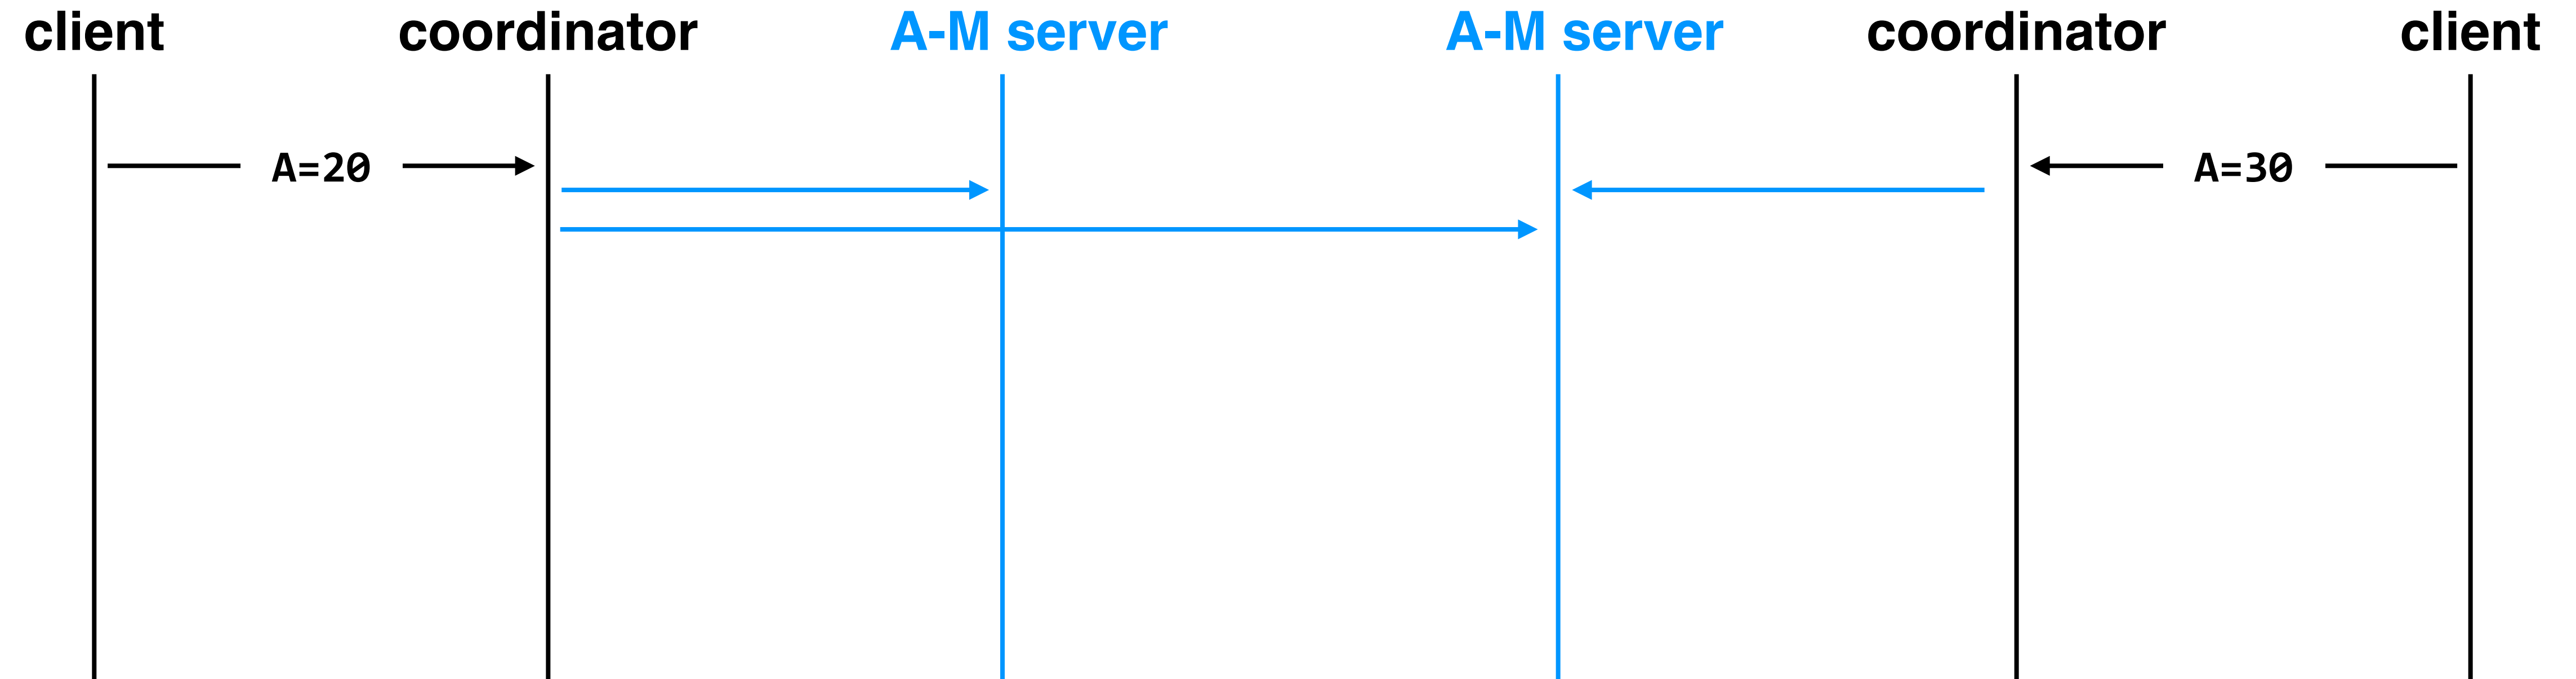 client coordinator A-M server A-M server coordinator client
A=20 A=30